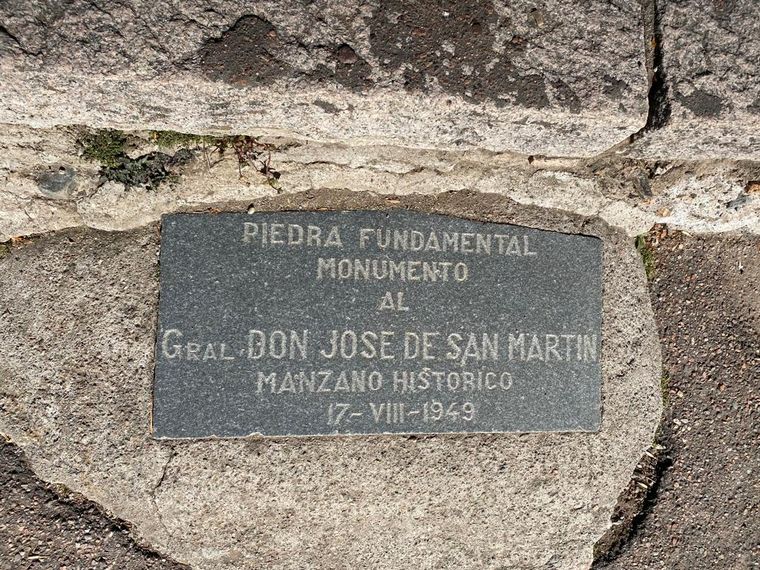 PIEDRA FUNDAMENTAL
MONUMENTO
AL
GRAL. DON JOSE DE SAN MARTIN
MANZANO HISTORICO
17-VIII-1949